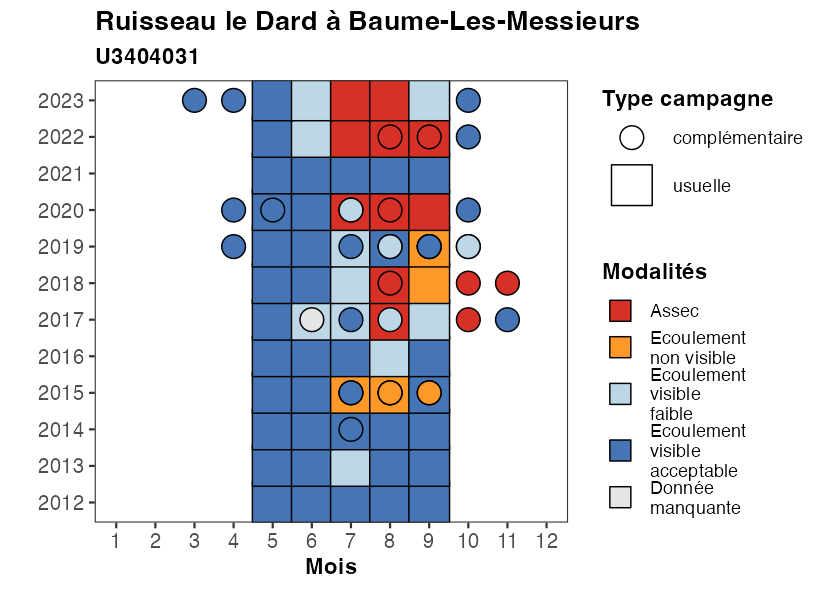 Ruisseau le Dard à Baume-Les-Messieurs
U3404031
2023
2022
2021
2020
2019
2018
2017
2016
2015
2014
2013
2012
1 2 3 4 5 6 7 8 9 10 11 12
Mois
Type campagne
complémentaire
usuelle
Modalités
Assec
Ecoulement
non visible
Ecoulement
visible
faible
Ecoulement
visible
acceptable
Donnée
manquante